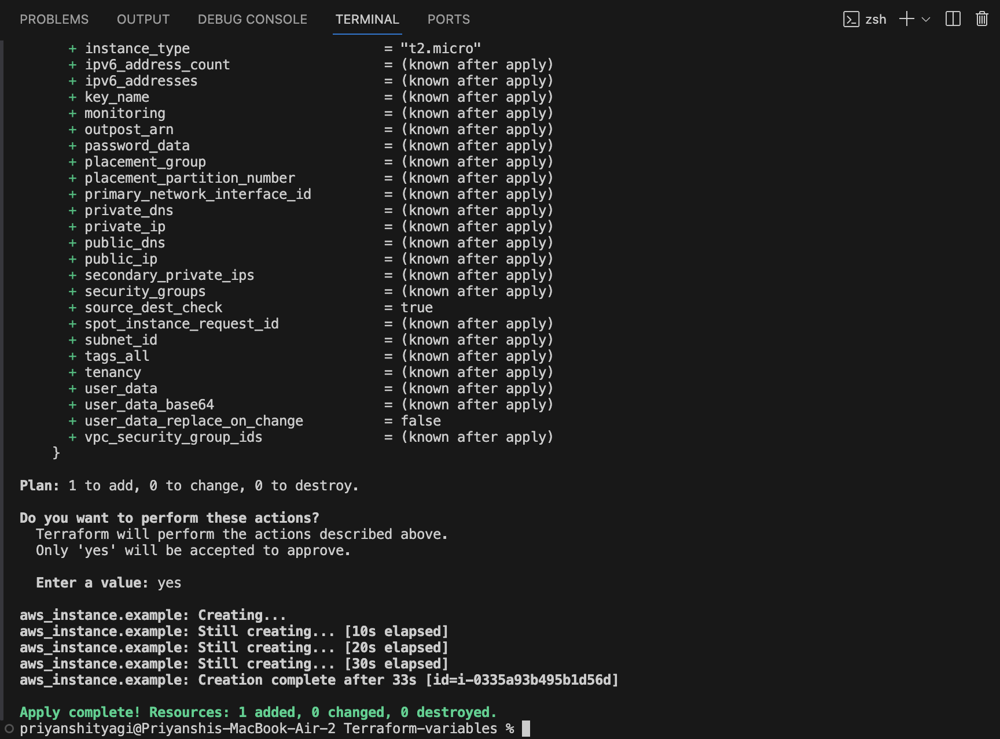 PROBLEMS OUTPUT DEBUG CONSOLE TERMINAL PORTS zsh
+ instance_type = "t2.micro"
+ ipv6_address_count = (known after apply)
+ ipv6_addresses = (known after apply)
+ key_name = (known after apply)
+ monitoring = (known after apply)
+ outpost_arn = (known after apply)
+ password_data = (known after apply)
+ placement_group = (known after apply)
+ placement_partition_number = (known after apply)
+ primary_network_interface_id = (known after apply)
+ private_dns = (known after apply)
+ private_ip = (known after apply)
+ public_dns = (known after apply)
+ public_ip = (known after apply)
+ secondary_private_ips = (known after apply)
+ security_groups = (known after apply)
+ source_dest_check = true
+ spot_instance_request_id = (known after apply)
+ subnet_id = (known after apply)
+ tags_all = (known after apply)
+ tenancy = (known after apply)
+ user_data = (known after apply)
+ user_data_base64 = (known after apply)
+ user_data_replace_on_change = false
+ vpc_security_group_ids = (known after apply)
}
Plan: 1 to add, 0 to change, 0 to destroy.
Do you want to perform these actions?
Terraform will perform the actions described above.
Only 'yes' will be accepted to approve.
Enter a value: yes
aws_instance.example: Creating...
aws_instance.example: Still creating... [10s elapsed]
aws_instance.example: Still creating... [20s elapsed]
aws_instance.example: Still creating... [30s elapsed]
aws_instance.example: Creation complete after 33s [id=i-0335a93b495b1d56d]
Apply complete! Resources: 1 added, 0 changed, 0 destroyed.
priyanshityagi@Priyanshis-MacBook-Air-2 Terraform-variables %